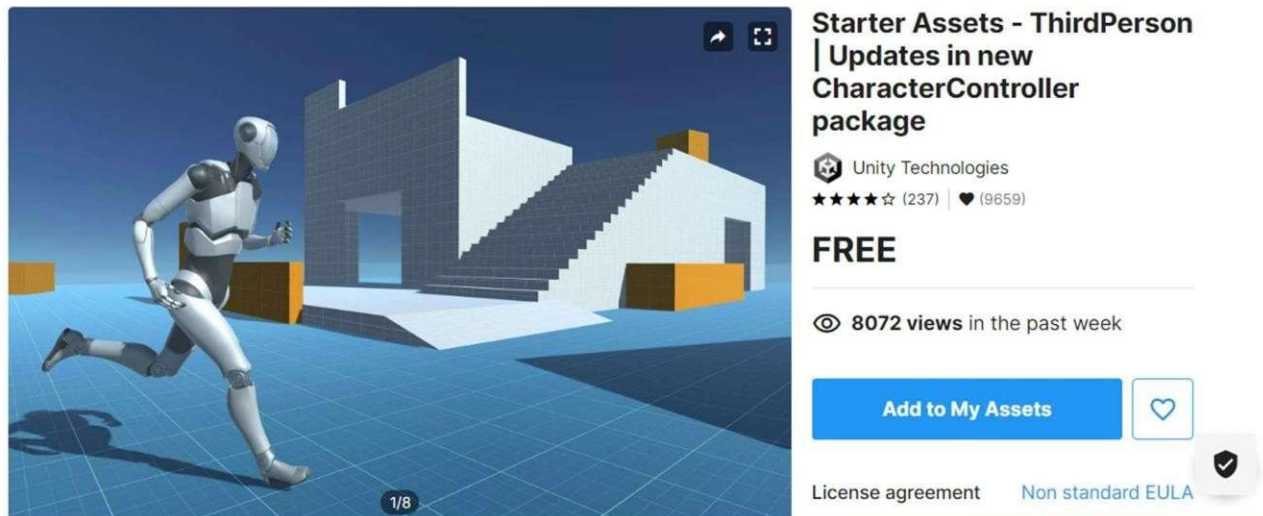 Starter Assets - ThirdPerson
| Updates in new
CharacterController
package
Unity Technologies
(237) | (9659)
FREE
8072 views in the past week
Add to My Assets
License agreement Non standard EULA
1/8